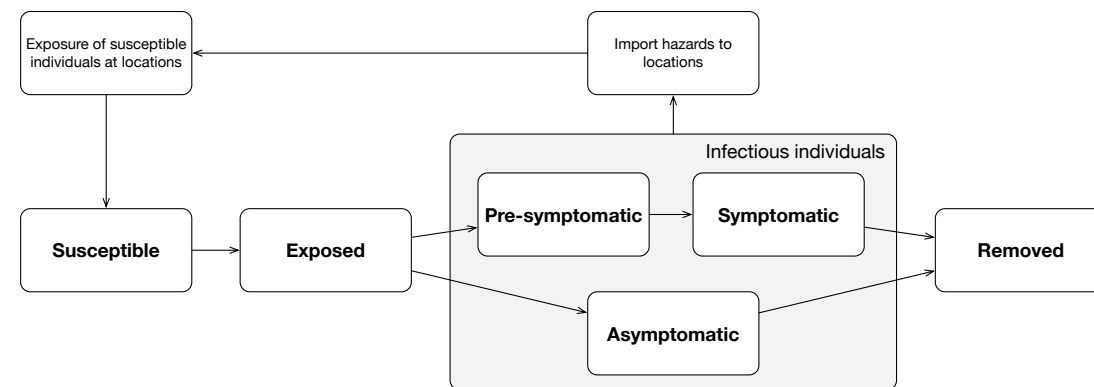 Exposure of susceptible
individuals at locations
Import hazards to
locations
Infectious individuals
Pre-symptomatic
Symptomatic
Susceptible
Exposed
Removed
Asymptomatic